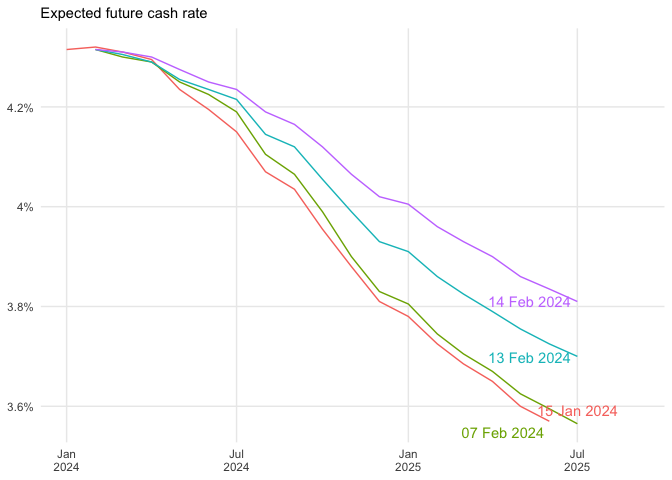 Expected future cash rate
4.2%
4%
3.8%
3.6%
14 Feb 2024
13 Feb 2024
15 Jan 2024
07 Feb 2024
Jan
2024
Jul
2024
Jan
2025
Jul
2025